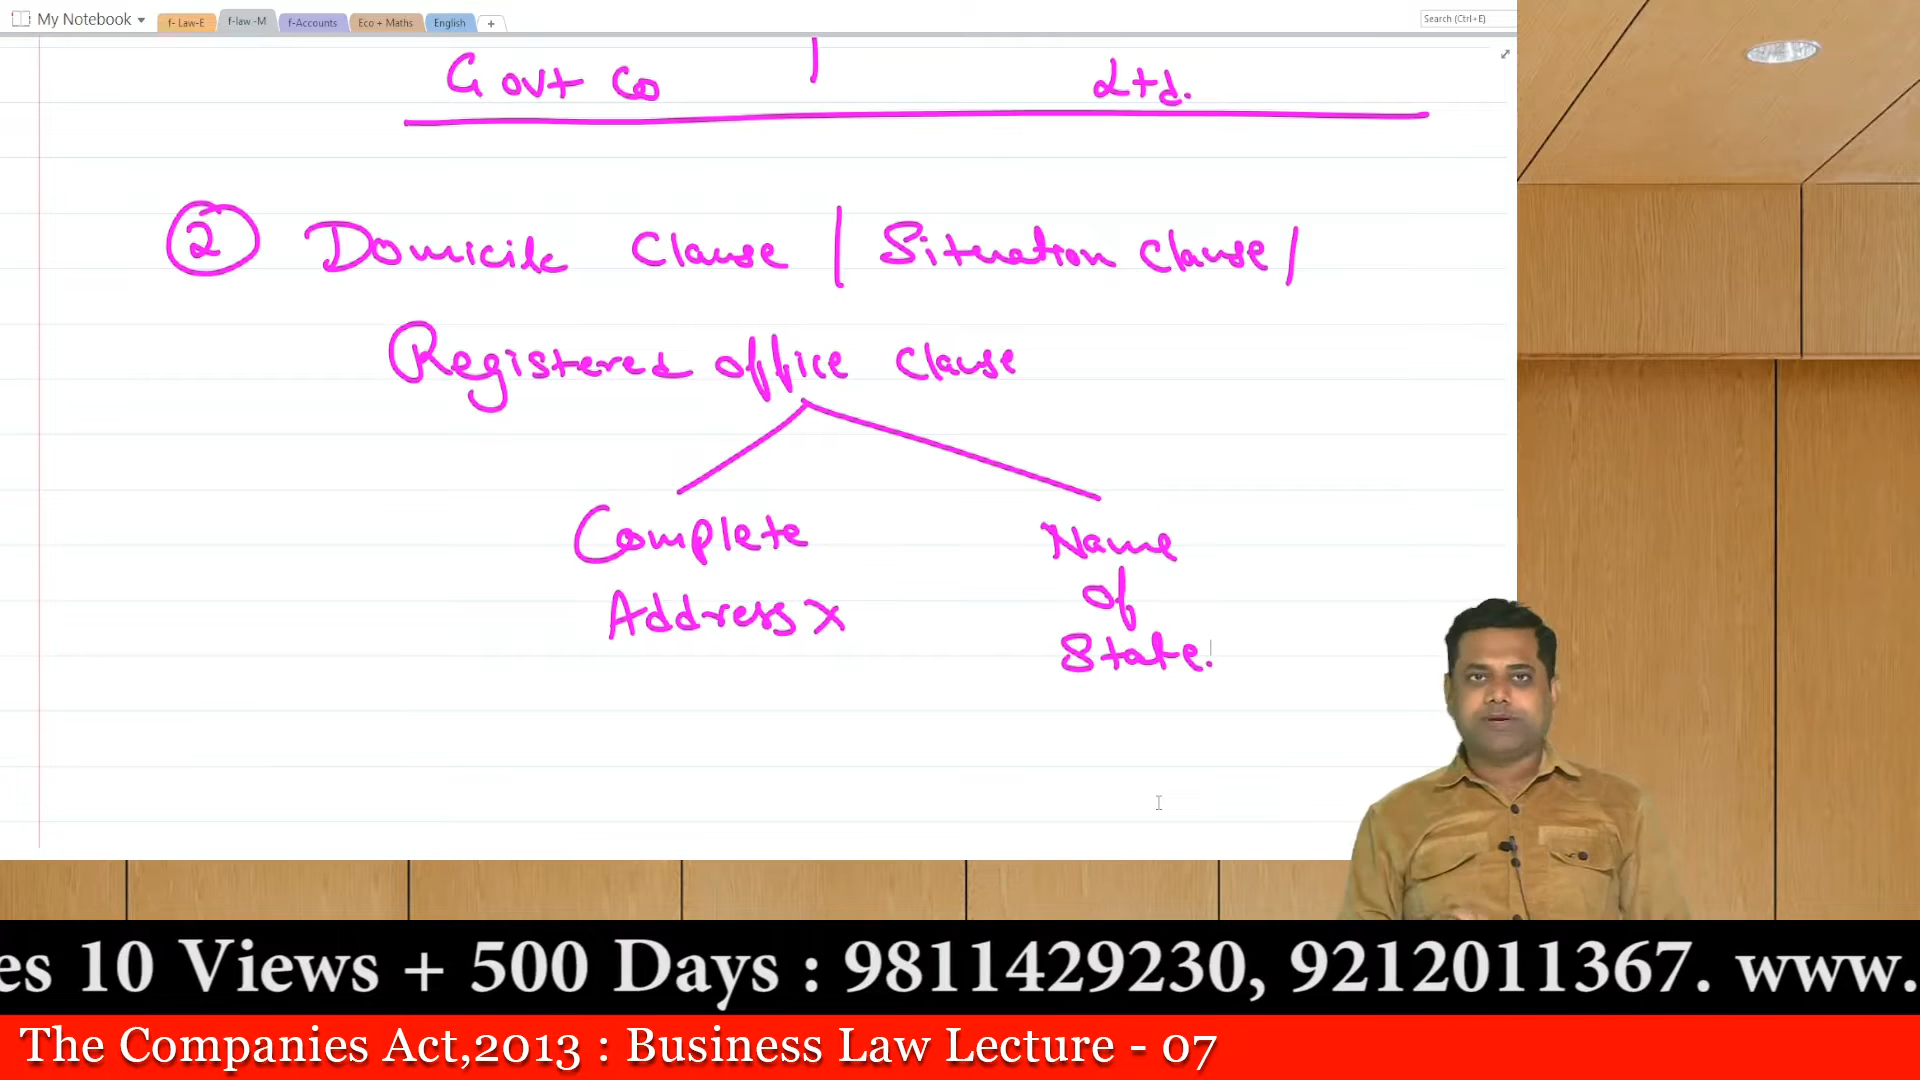 My Notebook
f- Law-E
f-law -M
f-Accounts
Eco + Maths
English
+
Search (Ctrl+E)
Govt Co
Ltd.
2 Domicile Clause | Situation Clause |
Registered office Clause
Complete
Name
Address x
of
State.
es 10 Views + 500 Days : 9811429230, 9212011367. www.
The Companies Act,2013 : Business Law Lecture - 07